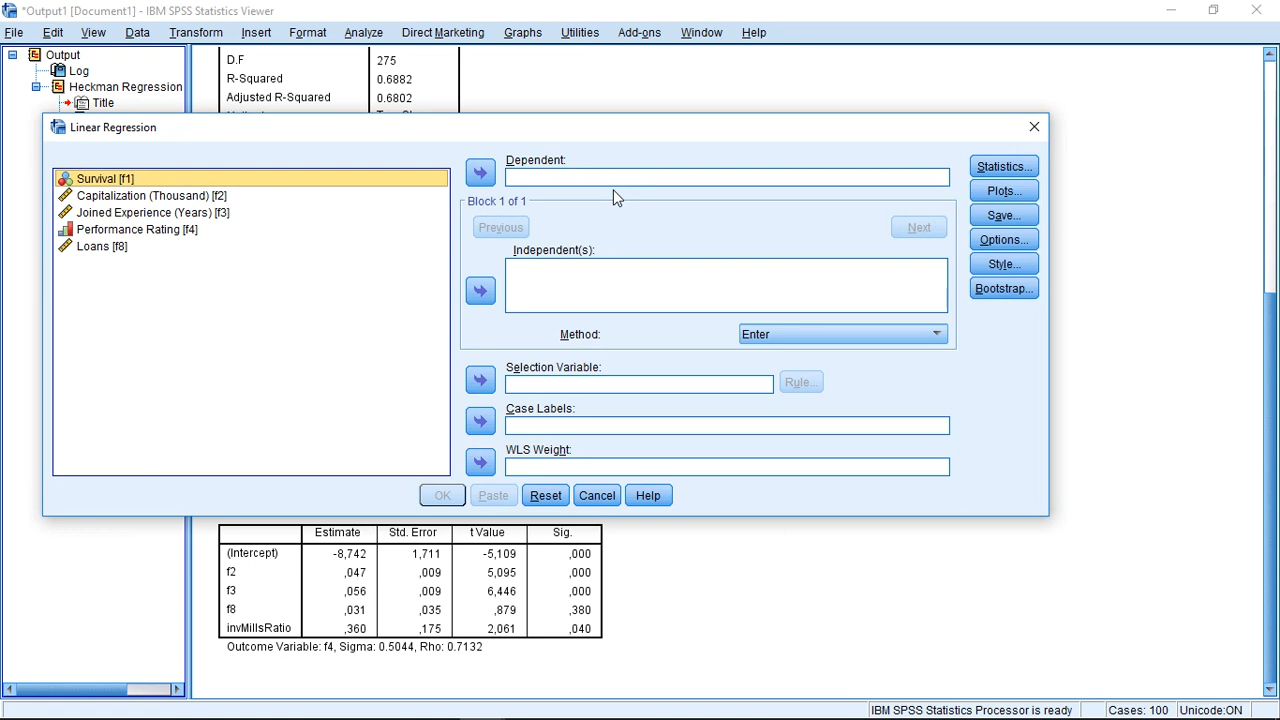 *Output1 [Document1] - IBM SPSS Statistics Viewer
File Edit View Data Transform Insert Format Analyze Direct Marketing Graphs Utilities Add-ons Window Help
Output
Log
Heckman Regression
Title
D.F 275
R-Squared 0.6882
Adjusted R-Squared 0.6802
Linear Regression
Survival [f1]
Capitalization (Thousand) [f2]
Joined Experience (Years) [f3]
Performance Rating [f4]
Loans [f8]
Dependent:
Block 1 of 1
Previous Next
Independent(s):
Method: Enter
Selection Variable:
Rule...
Case Labels:
WLS Weight:
Statistics...
Plots...
Save...
Options...
Style...
Bootstrap...
OK Paste Reset Cancel Help
Estimate Std. Error t Value Sig.
(Intercept) -8,742 1,711 -5,109 ,000
f2 ,047 ,009 5,095 ,000
f3 ,056 ,009 6,446 ,000
f8 ,031 ,035 ,879 ,380
invMillsRatio ,360 ,175 2,061 ,040
Outcome Variable: f4, Sigma: 0.5044, Rho: 0.7132
IBM SPSS Statistics Processor is ready Cases: 100 Unicode:ON